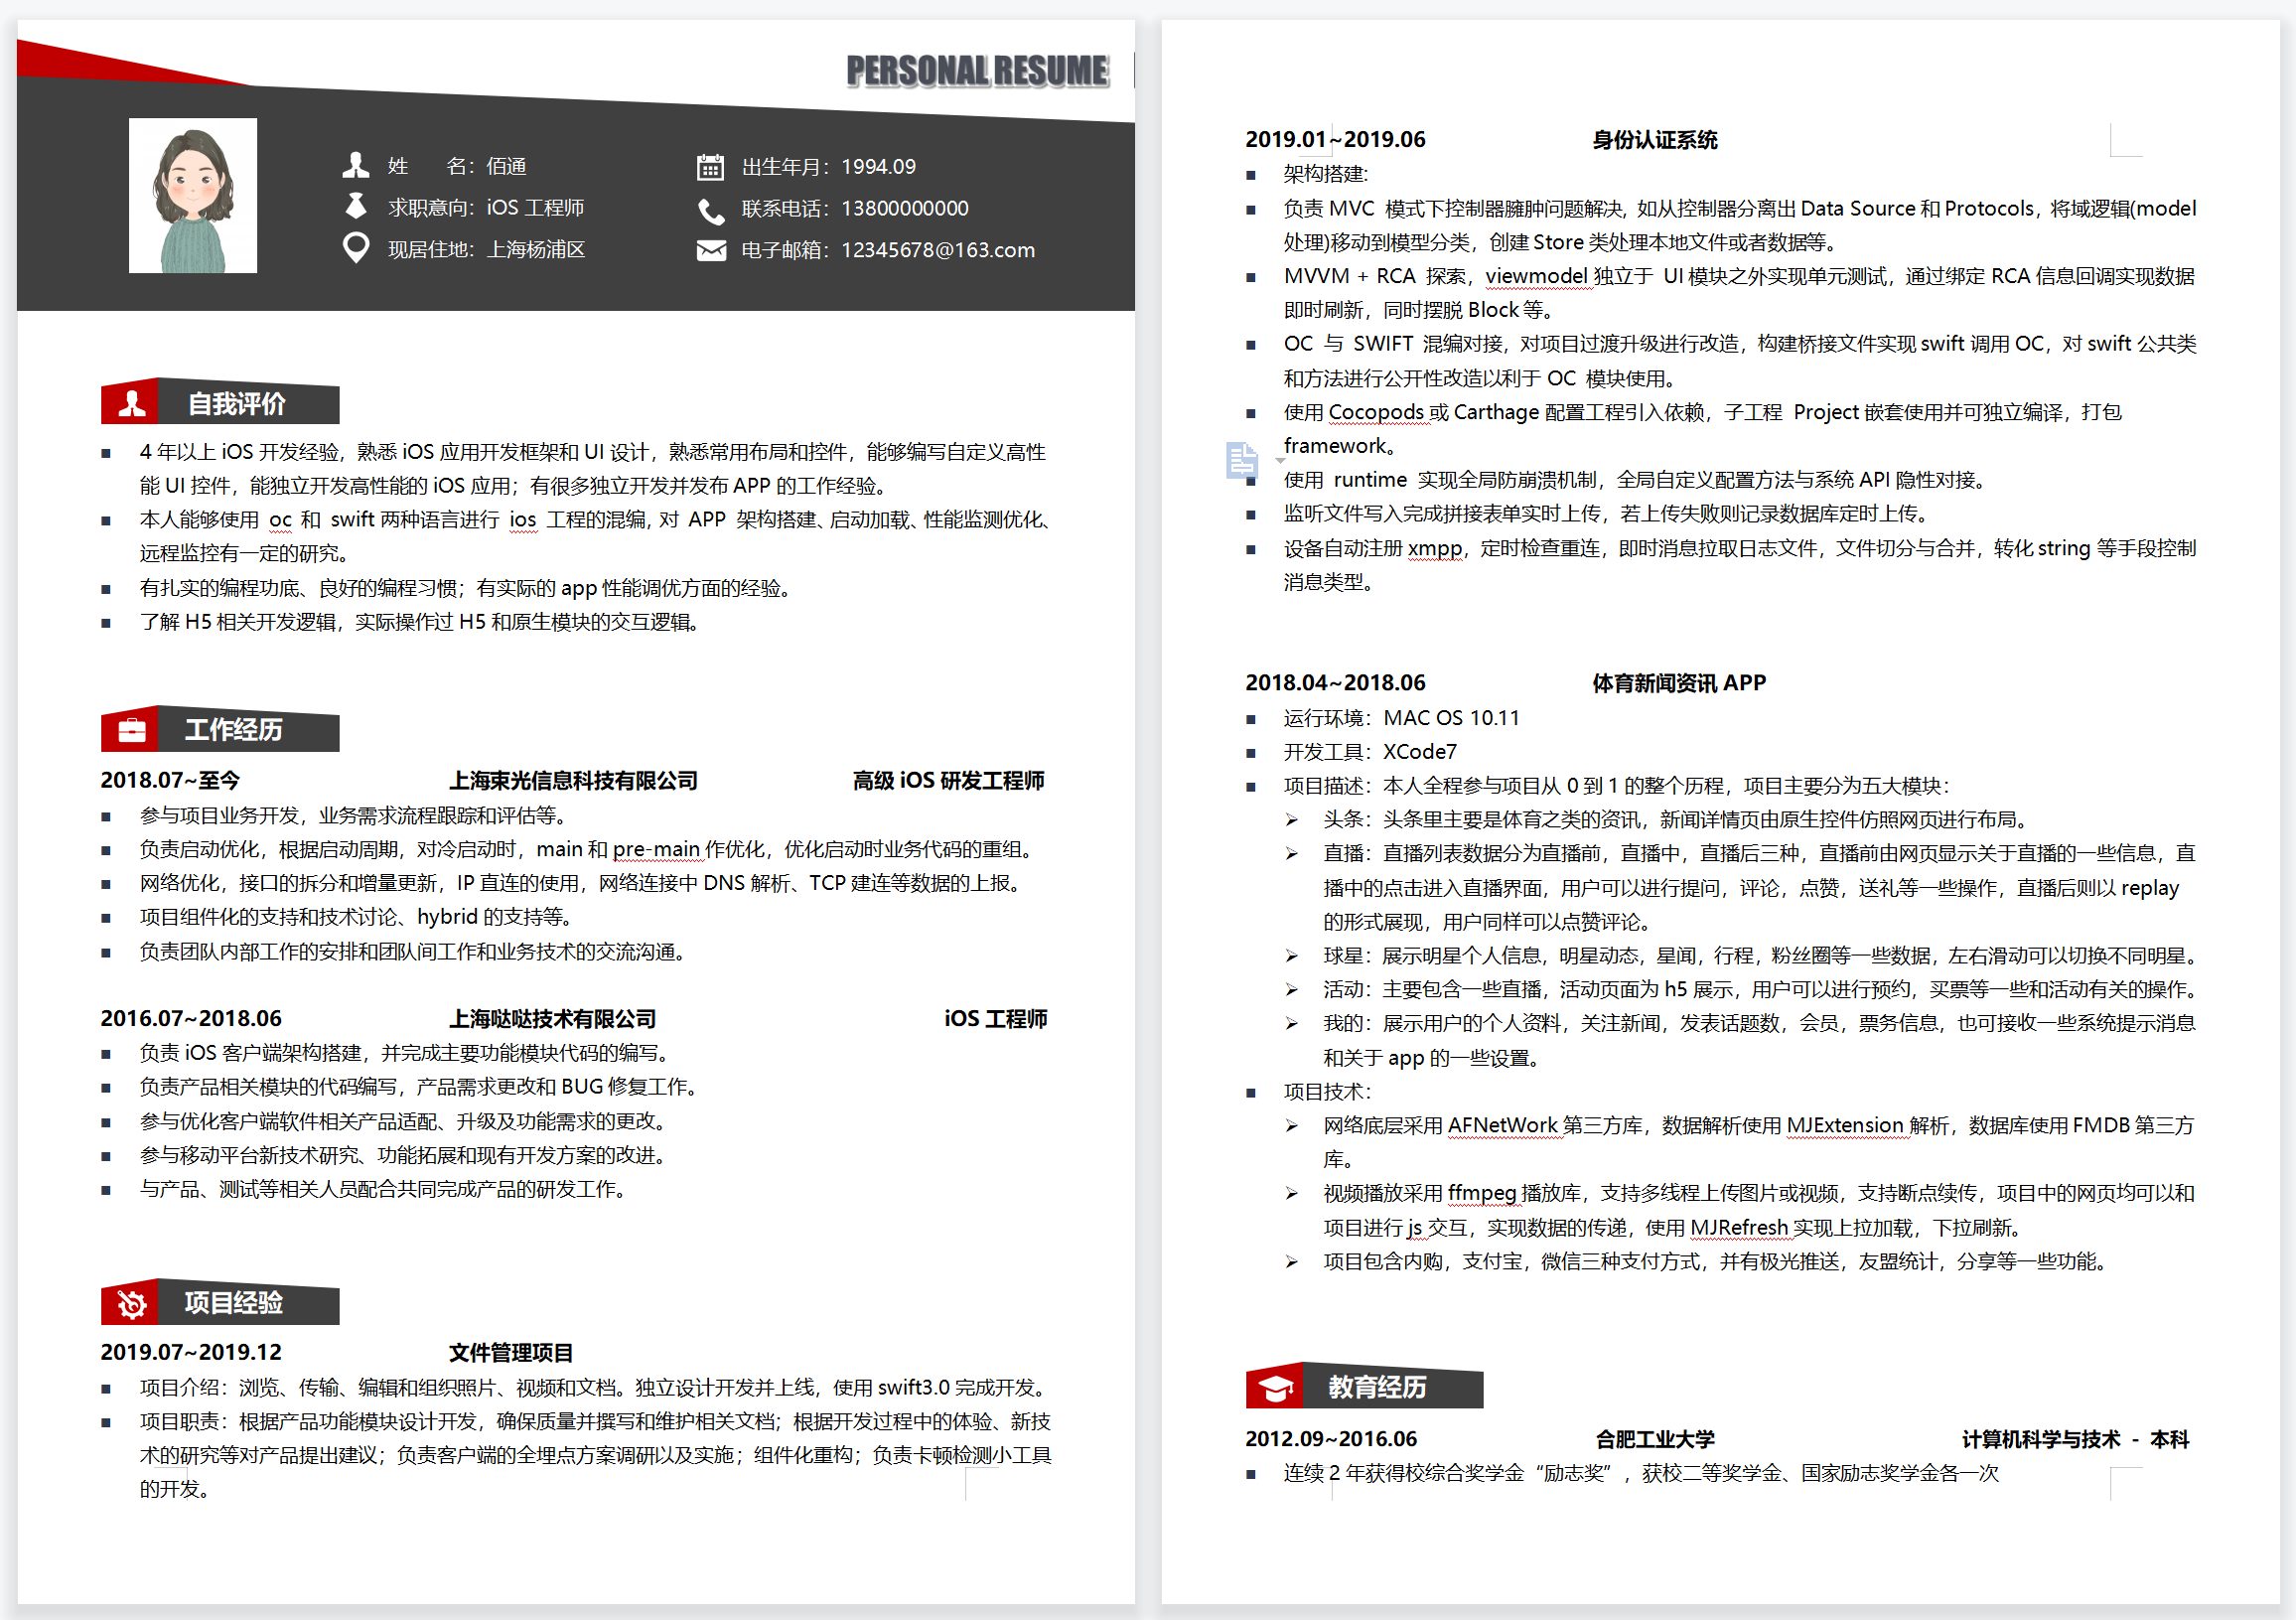 PERSONAL RESUME
姓 名：佰通
出生年月：1994.09
求职意向：iOS 工程师
联系电话：13800000000
现居住地：上海杨浦区
电子邮箱：12345678@163.com
自我评价
4 年以上 iOS 开发经验，熟悉 iOS 应用开发框架和 UI 设计，熟悉常用布局和控件，能够编写自定义高性
能 UI 控件，能独立开发高性能的 iOS 应用；有很多独立开发并发布 APP 的工作经验。
本人能够使用 oc 和 swift 两种语言进行 ios 工程的混编，对 APP 架构搭建、启动加载、性能监测优化、
远程监控有一定的研究。
有扎实的编程功底、良好的编程习惯；有实际的 app 性能调优方面的经验。
了解 H5 相关开发逻辑，实际操作过 H5 和原生模块的交互逻辑。
工作经历
2018.07~至今 上海束光信息科技有限公司 高级 iOS 研发工程师
参与项目业务开发，业务需求流程跟踪和评估等。
负责启动优化，根据启动周期，对冷启动时，main 和 pre-main 作优化，优化启动时业务代码的重组。
网络优化，接口的拆分和增量更新，IP 直连的使用，网络连接中 DNS 解析、TCP 建连等数据的上报。
项目组件化的支持和技术讨论、hybrid 的支持等。
负责团队内部工作的安排和团队间工作和业务技术的交流沟通。
2016.07~2018.06 上海哒哒技术有限公司 iOS 工程师
负责 iOS 客户端架构搭建，并完成主要功能模块代码的编写。
负责产品相关模块的代码编写，产品需求更改和 BUG 修复工作。
参与优化客户端软件相关产品适配、升级及功能需求的更改。
参与移动平台新技术研究、功能拓展和现有开发方案的改进。
与产品、测试等相关人员配合共同完成产品的研发工作。
项目经验
2019.07~2019.12 文件管理项目
项目介绍：浏览、传输、编辑和组织照片、视频和文档。独立设计开发并上线，使用 swift3.0 完成开发。
项目职责：根据产品功能模块设计开发，确保质量并撰写和维护相关文档；根据开发过程中的体验、新技
术的研究等对产品提出建议；负责客户端的全埋点方案调研以及实施；组件化重构；负责卡顿检测小工具
的开发。
2019.01~2019.06 身份认证系统
架构搭建:
负责 MVC 模式下控制器臃肿问题解决，如从控制器分离出 Data Source 和 Protocols，将域逻辑(model
处理)移动到模型分类，创建 Store 类处理本地文件或者数据等。
MVVM + RCA 探索，viewmodel 独立于 UI 模块之外实现单元测试，通过绑定 RCA 信息回调实现数据
即时刷新，同时摆脱 Block 等。
OC 与 SWIFT 混编对接，对项目过渡升级进行改造，构建桥接文件实现 swift 调用 OC，对 swift 公共类
和方法进行公开性改造以利于 OC 模块使用。
使用 Cocopods 或 Carthage 配置工程引入依赖，子工程 Project 嵌套使用并可独立编译，打包
framework。
使用 runtime 实现全局防崩溃机制，全局自定义配置方法与系统 API 隐性对接。
监听文件写入完成拼接表单实时上传，若上传失败则记录数据库定时上传。
设备自动注册 xmpp，定时检查重连，即时消息拉取日志文件，文件切分与合并，转化 string 等手段控制
消息类型。
2018.04~2018.06 体育新闻资讯 APP
运行环境：MAC OS 10.11
开发工具：XCode7
项目描述：本人全程参与项目从 0 到 1 的整个历程，项目主要分为五大模块：
头条：头条里主要是体育之类的资讯，新闻详情页由原生控件仿照网页进行布局。
直播：直播列表数据分为直播前，直播中，直播后三种，直播前由网页显示关于直播的一些信息，直
播中的点击进入直播界面，用户可以进行提问，评论，点赞，送礼等一些操作，直播后则以 replay
的形式展现，用户同样可以点赞评论。
球星：展示明星个人信息，明星动态，星闻，行程，粉丝圈等一些数据，左右滑动可以切换不同明星。
活动：主要包含一些直播，活动页面为 h5 展示，用户可以进行预约，买票等一些和活动有关的操作。
我的：展示用户的个人资料，关注新闻，发表话题数，会员，票务信息，也可接收一些系统提示消息
和关于 app 的一些设置。
项目技术：
网络底层采用 AFNetWork 第三方库，数据解析使用 MJExtension 解析，数据库使用 FMDB 第三方
库。
视频播放采用 ffmpeg 播放库，支持多线程上传图片或视频，支持断点续传，项目中的网页均可以和
项目进行 js 交互，实现数据的传递，使用 MJRefresh 实现上拉加载，下拉刷新。
项目包含内购，支付宝，微信三种支付方式，并有极光推送，友盟统计，分享等一些功能。
教育经历
2012.09~2016.06 合肥工业大学 计算机科学与技术 - 本科
连续 2 年获得校综合奖学金“励志奖”，获校二等奖学金、国家励志奖学金各一次